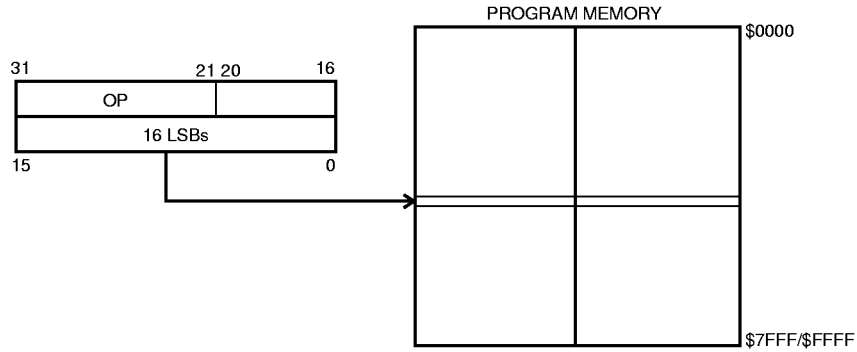 PROGRAM MEMORY
$0000
31 21 20 16
OP
16 LSBs
15 0
$7FFF/$FFFF